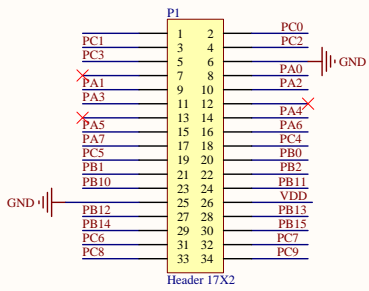 P1
1 2 PC0
PC1 3 4 PC2
PC3 5 6 GND
7 8 PA0
PA1 9 10 PA2
PA3 11 12
13 14 PA4
PA5 15 16 PA6
PA7 17 18 PC4
PC5 19 20 PB0
PB1 21 22 PB2
PB10 23 24 PB11
GND 25 26 VDD
PB12 27 28 PB13
PB14 29 30 PB15
PC6 31 32 PC7
PC8 33 34 PC9
Header 17X2